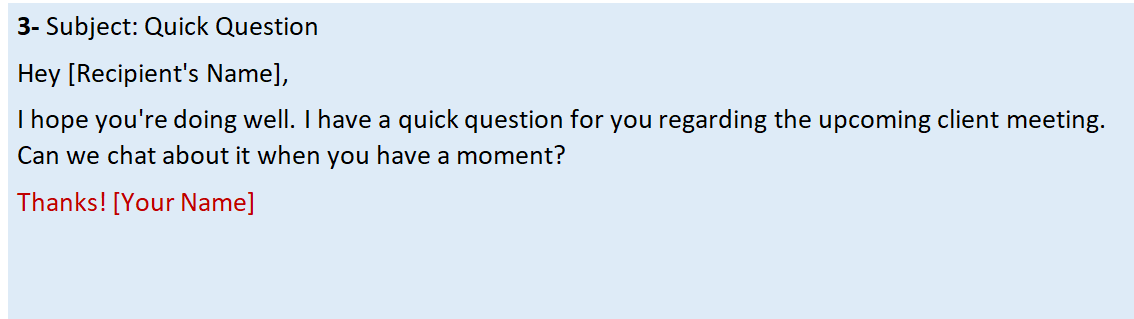 3- Subject: Quick Question
Hey [Recipient's Name],
I hope you're doing well. I have a quick question for you regarding the upcoming client meeting.
Can we chat about it when you have a moment?
Thanks! [Your Name]